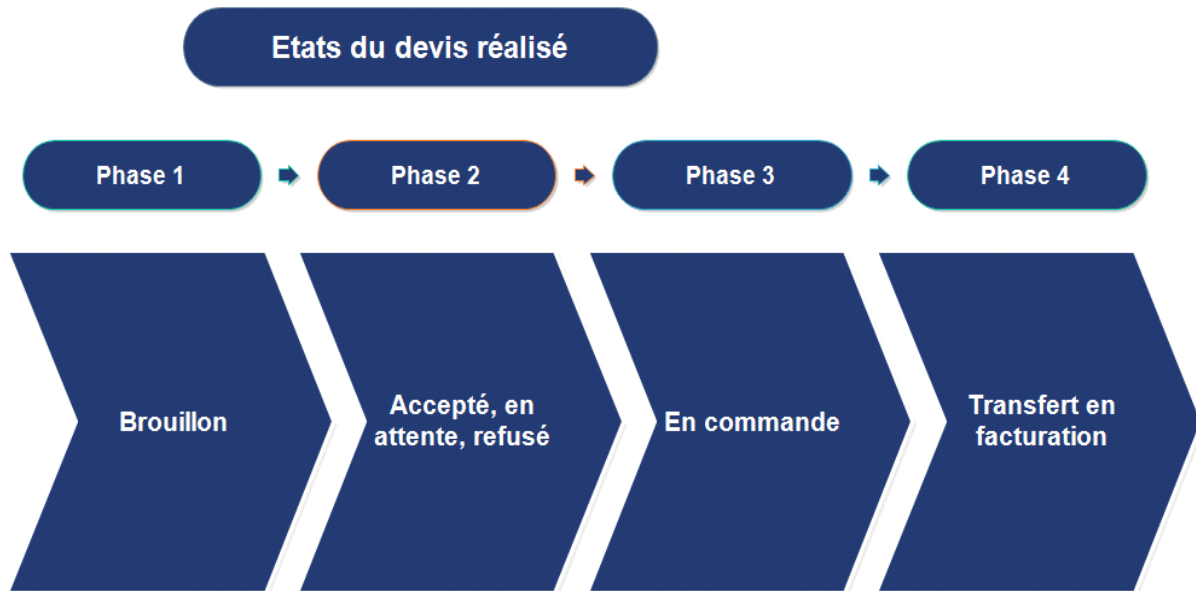 Etats du devis réalisé
Phase 1
Phase 2
Phase 3
Phase 4
Brouillon
Accepté, en
attente, refusé
En commande
Transfert en
facturation